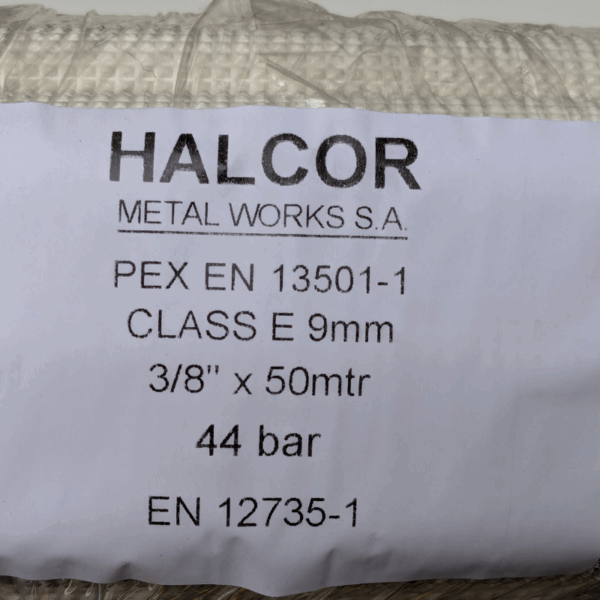 HALCOR
METAL WORKS S.A.
PEX EN 13501-1
CLASS E 9mm
3/8" x 50mtr
44 bar
EN 12735-1